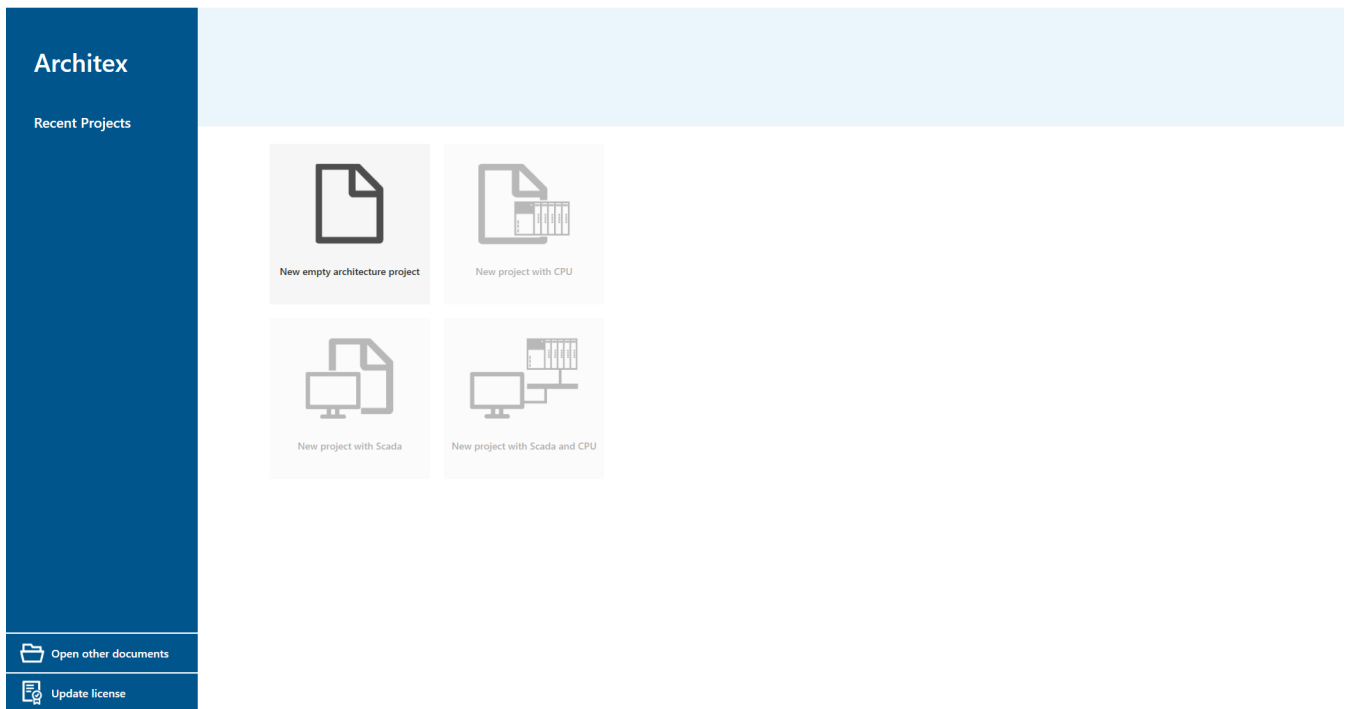 Architex
Recent Projects
New empty architecture project
New project with CPU
New project with Scada
New project with Scada and CPU
Open other documents
Update license